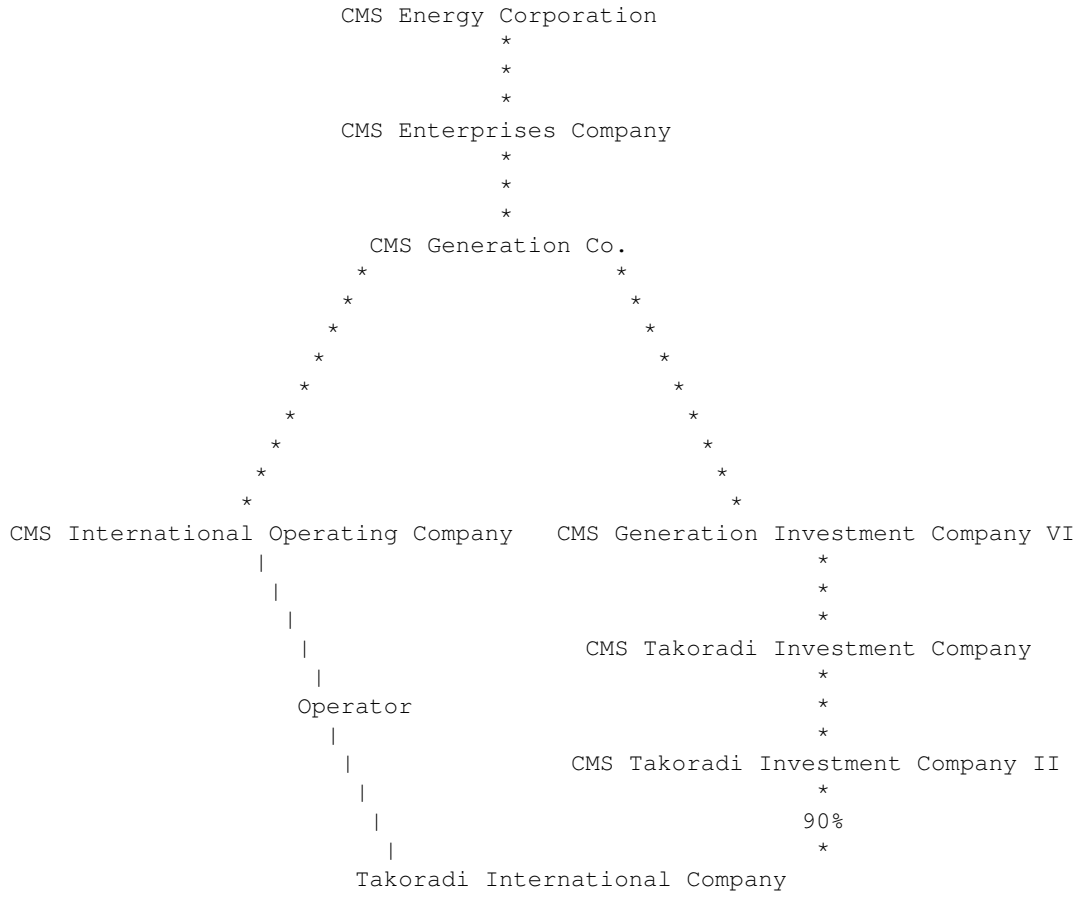 CMS Energy Corporation
*
*
*
CMS Enterprises Company
*
*
*
CMS Generation Co.
* *
* *
* *
* *
* *
* *
* *
* *
* *
CMS International Operating Company CMS Generation Investment Company VI
| *
| *
| *
| CMS Takoradi Investment Company
| *
Operator *
| *
| CMS Takoradi Investment Company II
| *
| 90%
| *
Takoradi International Company